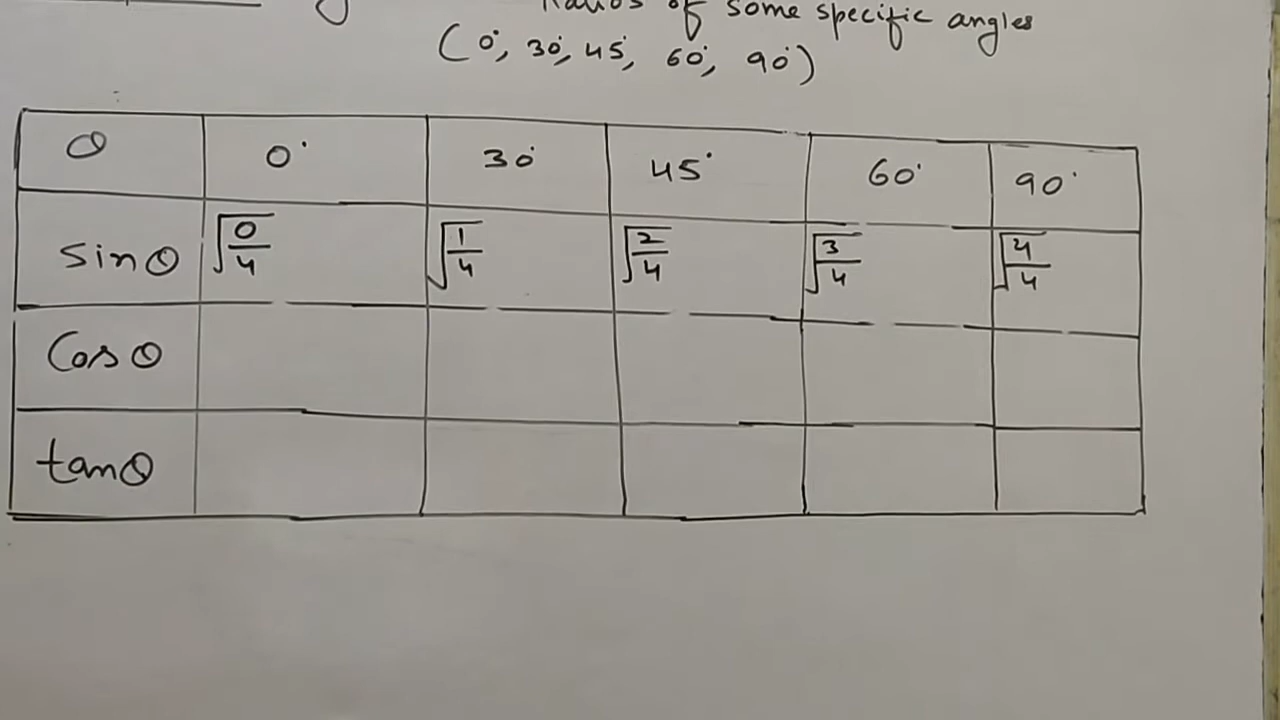 Ratios of some specific angles
(0°, 30°, 45°, 60°, 90°)
θ 0° 30° 45° 60° 90°
sinθ √0/4 √1/4 √2/4 √3/4 √4/4
Cosθ
tanθ